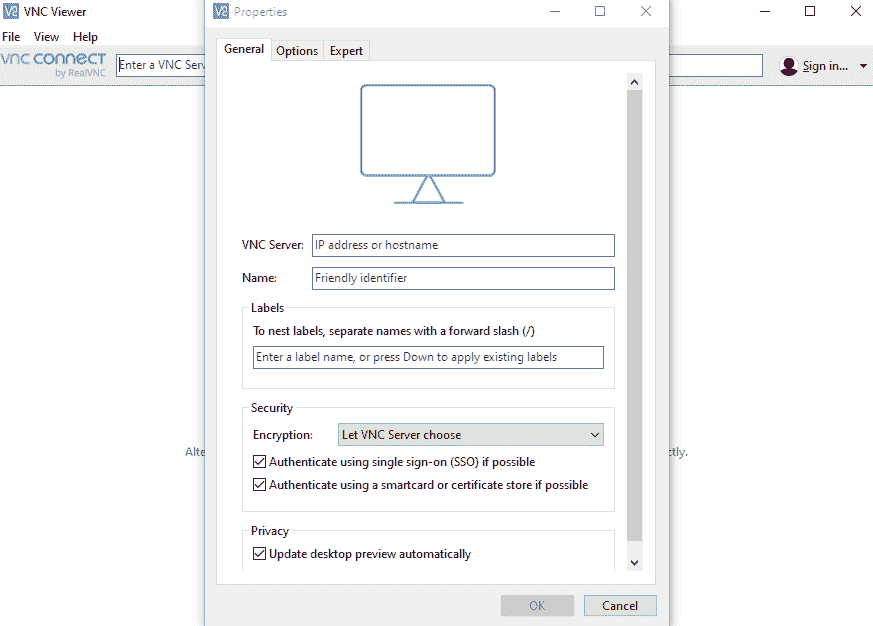 VNC Viewer
Properties
File View Help
vnc connect
by RealVNC
Enter a VNC Serv
Sign in...
General Options Expert
VNC Server: IP address or hostname
Name: Friendly identifier
Labels
To nest labels, separate names with a forward slash (/)
Enter a label name, or press Down to apply existing labels
Security
Encryption: Let VNC Server choose
Alte
ctly.
Authenticate using single sign-on (SSO) if possible
Authenticate using a smartcard or certificate store if possible
Privacy
Update desktop preview automatically
OK Cancel